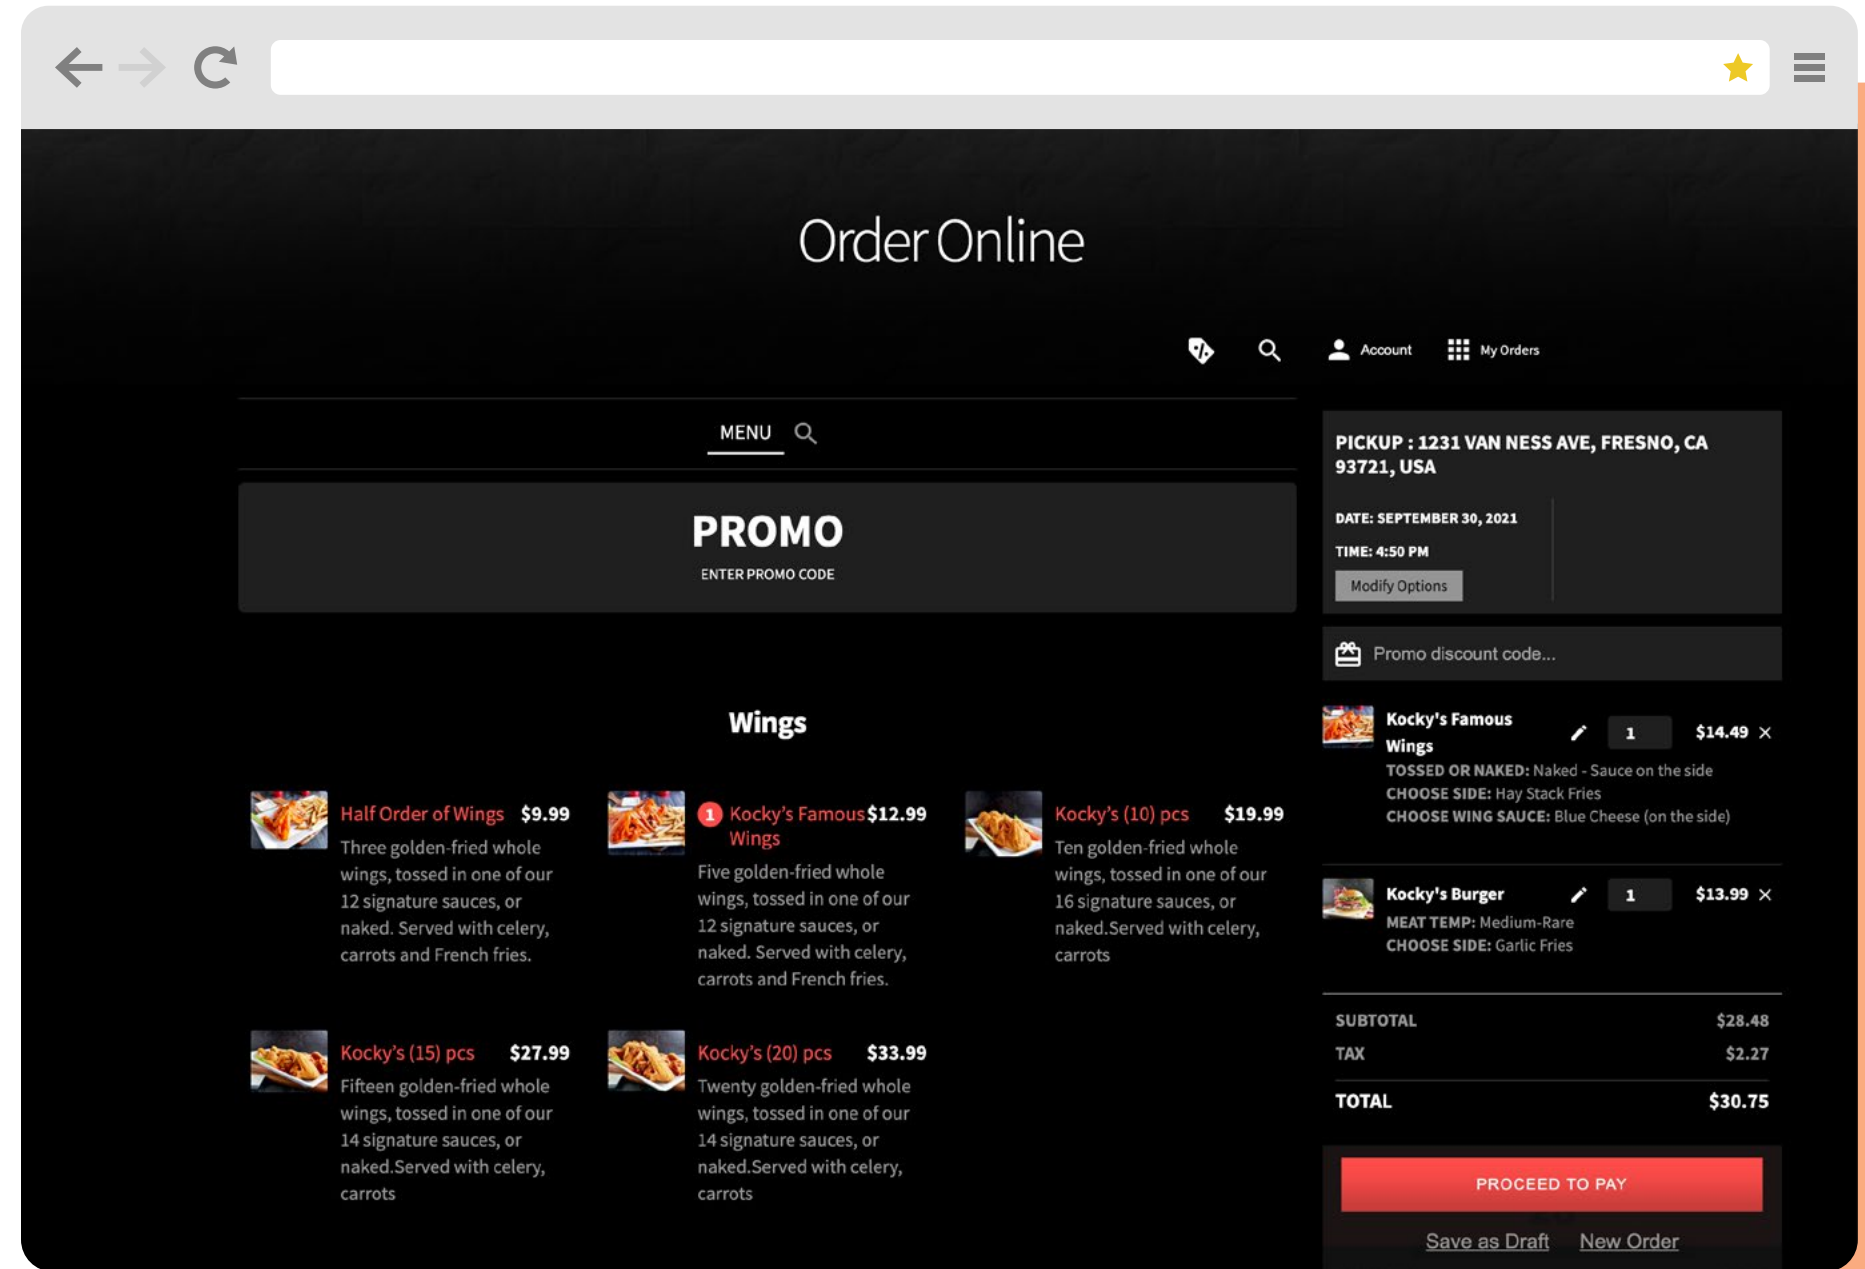 Order Online
Account
My Orders
MENU
PROMO
ENTER PROMO CODE
Wings
Half Order of Wings $9.99
Three golden-fried whole
wings, tossed in one of our
12 signature sauces, or
naked. Served with celery,
carrots and French fries.
1 Kocky's Famous $12.99
Wings
Five golden-fried whole
wings, tossed in one of our
12 signature sauces, or
naked. Served with celery,
carrots and French fries.
Kocky's (10) pcs $19.99
Ten golden-fried whole
wings, tossed in one of our
16 signature sauces, or
naked.Served with celery,
carrots
Kocky's (15) pcs $27.99
Fifteen golden-fried whole
wings, tossed in one of our
14 signature sauces, or
naked.Served with celery,
carrots
Kocky's (20) pcs $33.99
Twenty golden-fried whole
wings, tossed in one of our
14 signature sauces, or
naked.Served with celery,
carrots
PICKUP : 1231 VAN NESS AVE, FRESNO, CA
93721, USA
DATE: SEPTEMBER 30, 2021
TIME: 4:50 PM
Modify Options
Promo discount code...
Kocky's Famous
Wings 1 $14.49 ×
TOSSED OR NAKED: Naked - Sauce on the side
CHOOSE SIDE: Hay Stack Fries
CHOOSE WING SAUCE: Blue Cheese (on the side)
Kocky's Burger 1 $13.99 ×
MEAT TEMP: Medium-Rare
CHOOSE SIDE: Garlic Fries
SUBTOTAL $28.48
TAX $2.27
TOTAL $30.75
PROCEED TO PAY
Save as Draft New Order